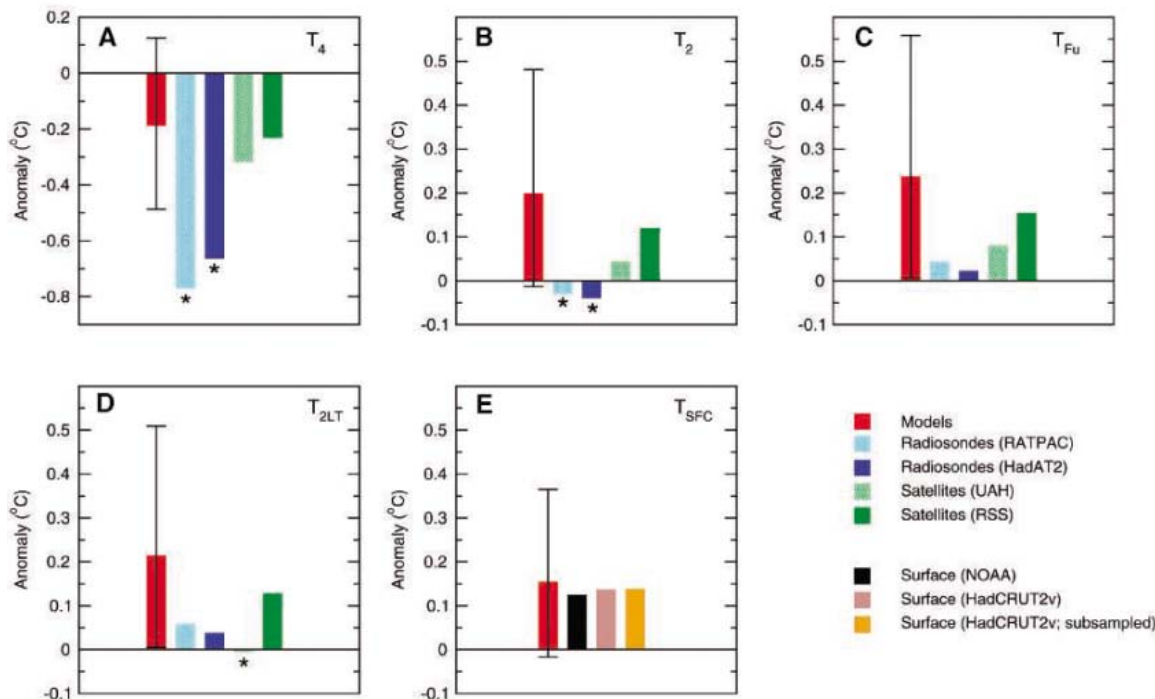 A
T4
Anomaly (°C)
0.2
0
-0.2
-0.4
-0.6
-0.8
*
*
B
T2
Anomaly (°C)
0.5
0.4
0.3
0.2
0.1
0
-0.1
*
*
C
TFu
Anomaly (°C)
0.5
0.4
0.3
0.2
0.1
0
-0.1
D
T2LT
Anomaly (°C)
0.5
0.4
0.3
0.2
0.1
0
-0.1
*
E
TSFC
Anomaly (°C)
0.5
0.4
0.3
0.2
0.1
0
-0.1
Models
Radiosondes (RATPAC)
Radiosondes (HadAT2)
Satellites (UAH)
Satellites (RSS)
Surface (NOAA)
Surface (HadCRUT2v)
Surface (HadCRUT2v; subsampled)